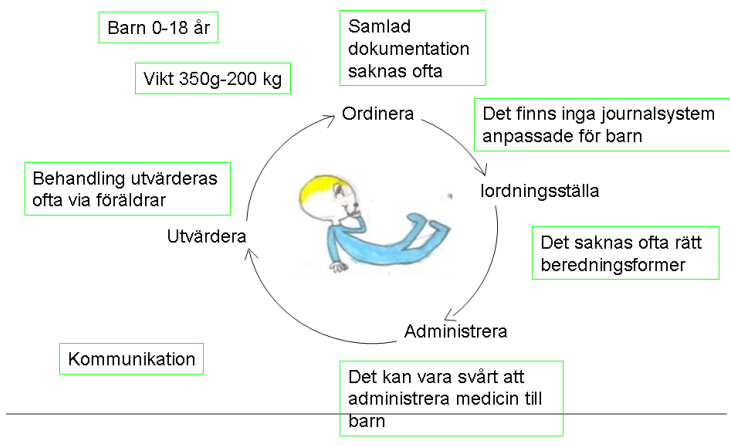 Barn 0-18 år
Samlad
dokumentation
saknas ofta
Vikt 350g-200 kg
Ordinera
Det finns inga journalsystem
anpassade för barn
Behandling utvärderas
ofta via föräldrar
Iordningsställa
Utvärdera
Det saknas ofta rätt
beredningsformer
Administrera
Kommunikation
Det kan vara svårt att
administrera medicin till
barn